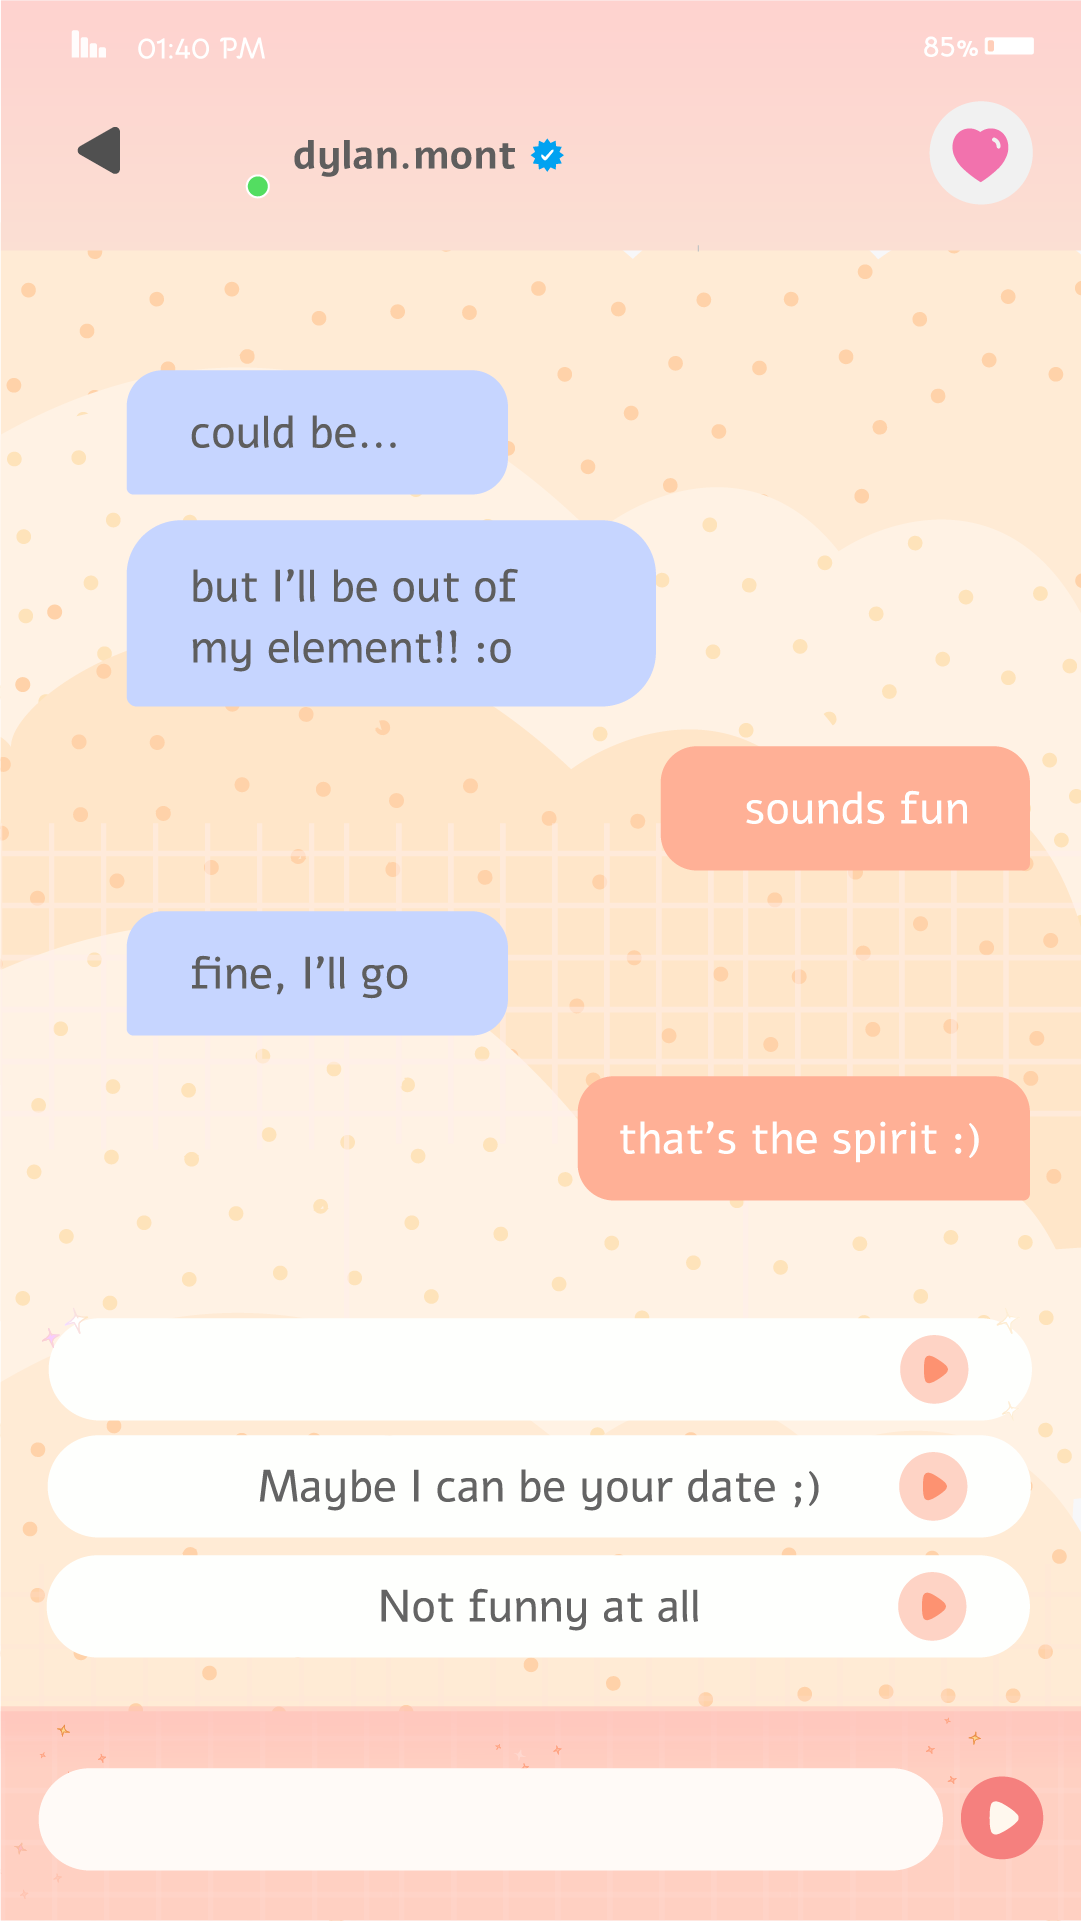 01:40 PM
85%
dylan.mont
could be...
but I'll be out of
my element!! :o
sounds fun
fine, I'll go
that's the spirit :)
Maybe I can be your date ;)
Not funny at all